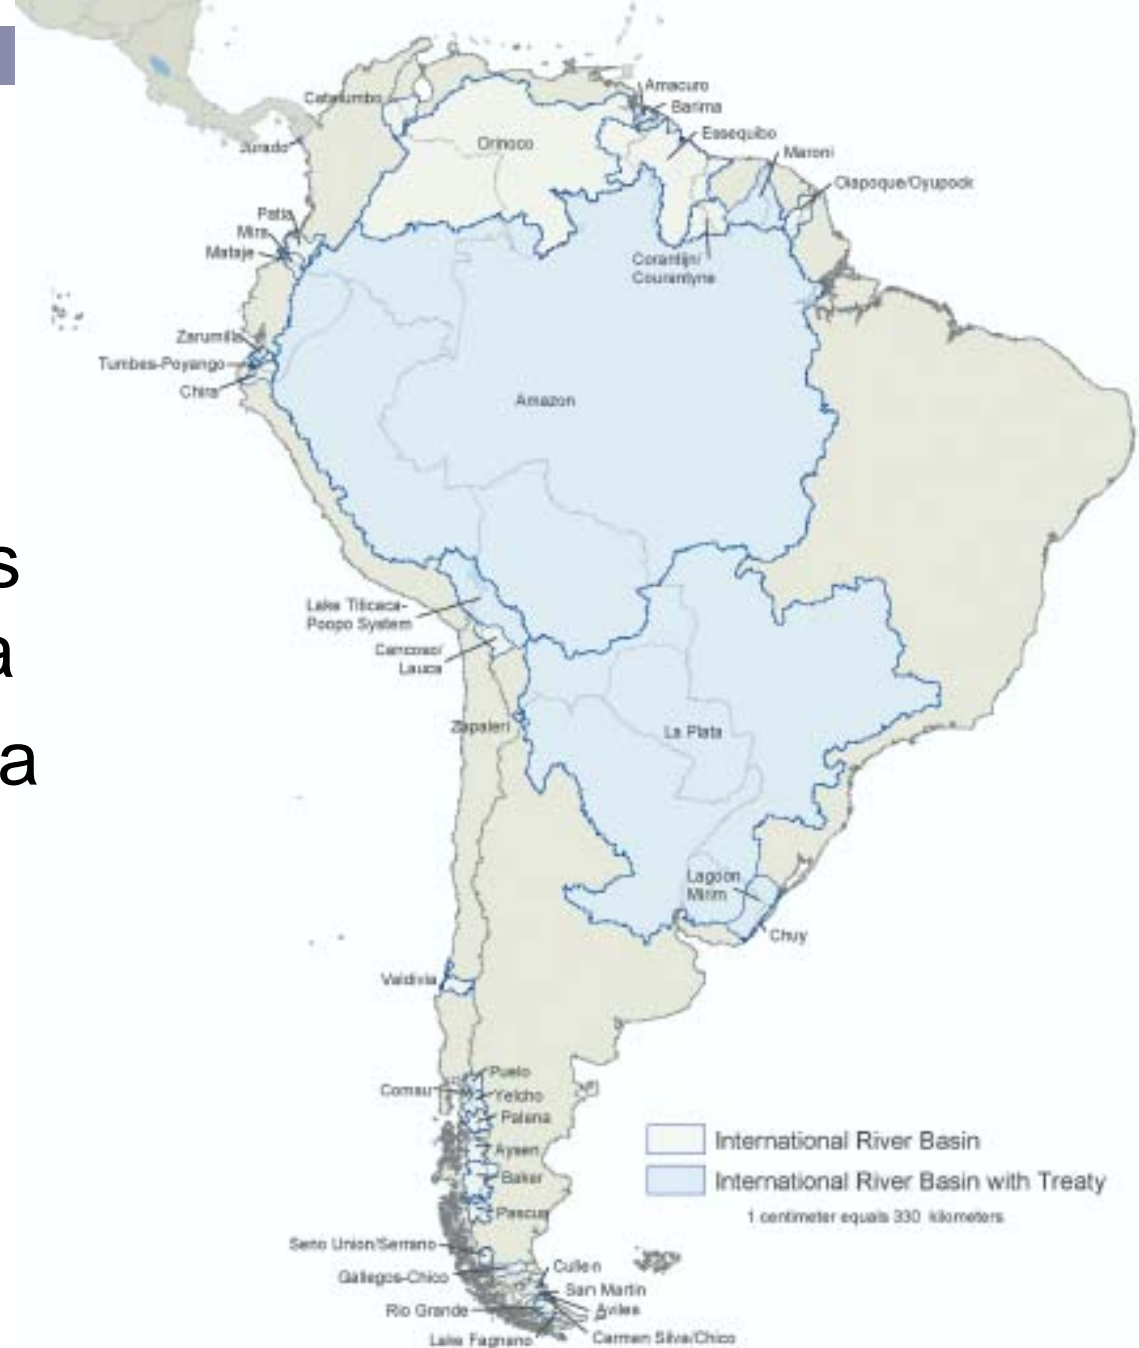 Amacuro
Barima
Catatumbo
Essequibo
Orinoco
Jurado
Maroni
Oiapoque/Oyupock
Patia
Mira
Mataje
Corantijn/
Courantyne
Zarumilla
Tumbes-Poyango
Chira
Amazon
s
a
a
Lake Titicaca-
Poopo System
Cancoso/
Lauca
Zapaleri
La Plata
Lagoon
Mirim
Chuy
Valdivia
Puelo
Comau
Yelcho
Palena
Aysen
Baker
Pascua
International River Basin
International River Basin with Treaty
1 centimeter equals 330 kilometers
Seno Union/Serrano
Gallegos-Chico
Cullen
San Martin
Rio Grande
Aviles
Lake Fagnano
Carmen Silva/Chico